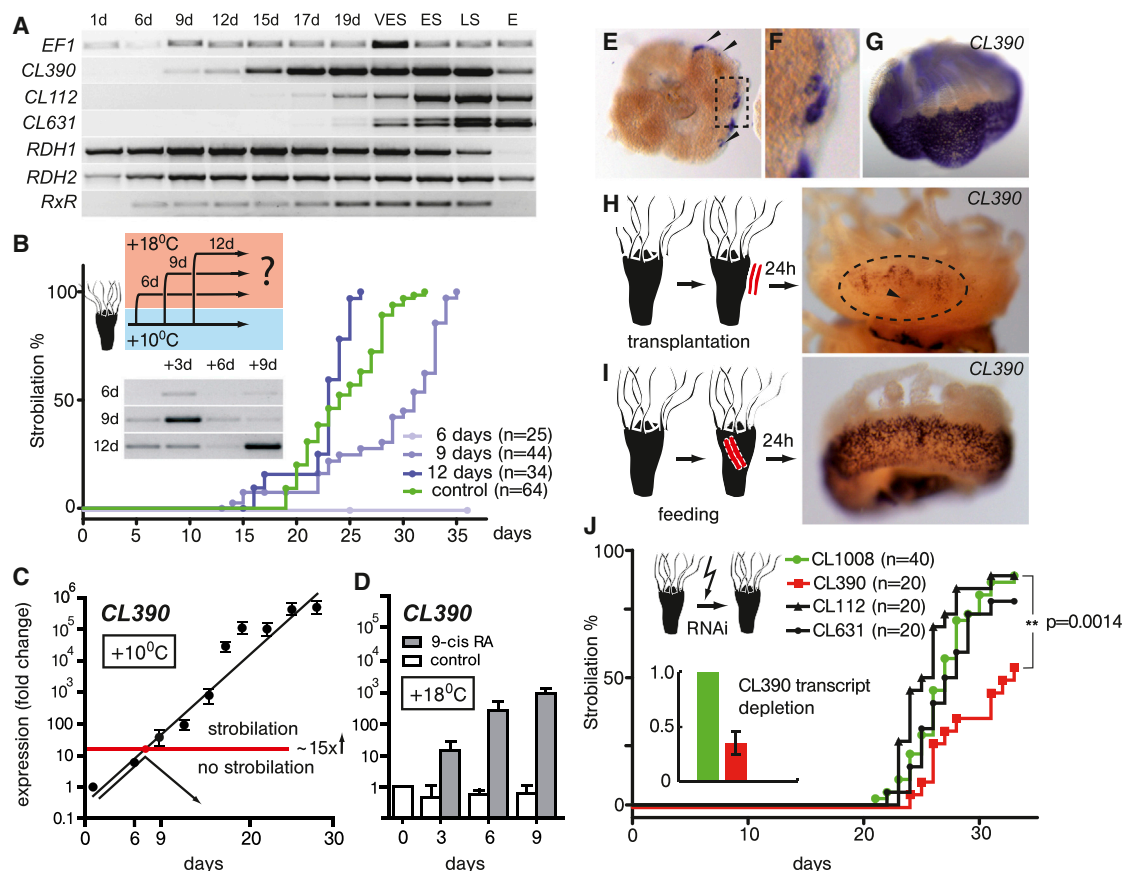 A
1d 6d 9d 12d 15d 17d 19d VES ES LS E
EF1
CL390
CL112
CL631
RDH1
RDH2
RxR
B
+18⁰C
12d
9d
6d
?
+10⁰C
+3d +6d +9d
6d
9d
12d
Strobilation %
100
50
0
6 days (n=25)
9 days (n=44)
12 days (n=34)
control (n=64)
0 5 10 15 20 25 30 35 days
C
CL390
+10⁰C
expression (fold change)
10⁶
10⁵
10⁴
10³
100
10
1
0.1
strobilation
~15x
no strobilation
0 6 9 20 30
days
D
CL390
9-cis RA
control
+18⁰C
10⁵
10⁴
10³
100
10
1
0 3 6 9
days
E
F
G
CL390
H
24h
transplantation
CL390
I
24h
feeding
CL390
J
Strobilation %
100
50
0
RNAi
CL1008 (n=40)
CL390 (n=20)
CL112 (n=20)
CL631 (n=20)
** p=0.0014
1.0
0.5
0
CL390 transcript
depletion
0 10 20 30
days